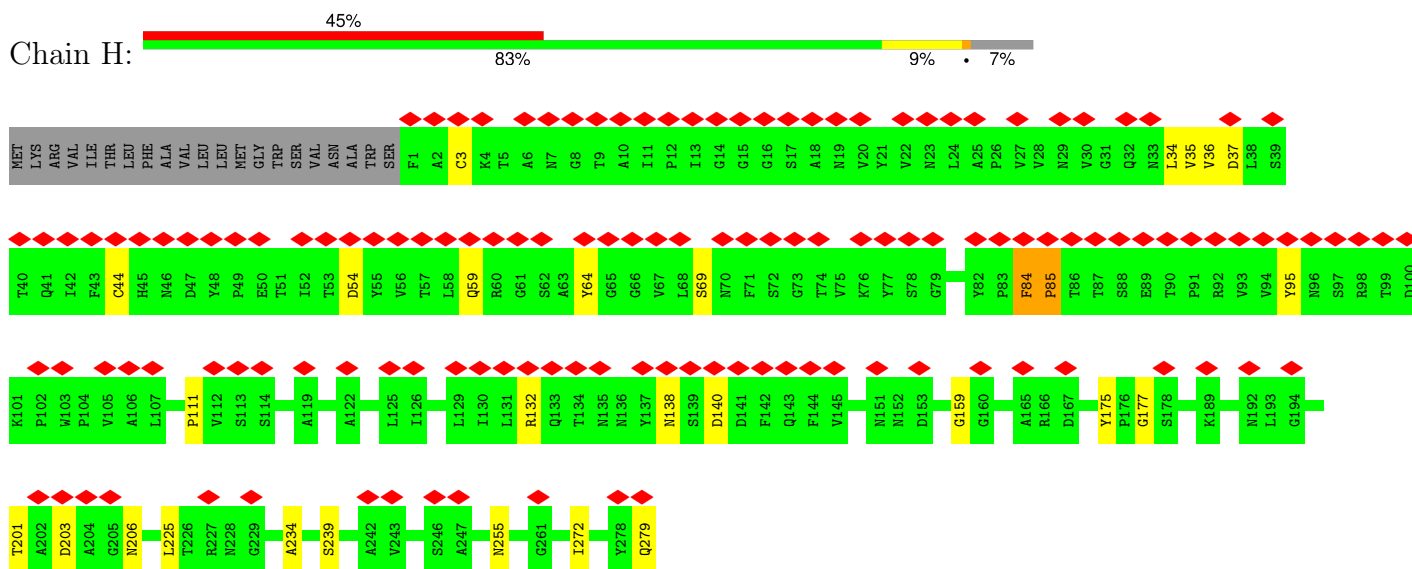 45%
Chain H:
83% 9% • 7%
MET LYS ARG VAL ILE THR LEU PHE ALA VAL LEU LEU MET GLY TRP SER VAL ASN ALA TRP SER F1 A2 C3 K4 T5 A6 N7 G8 T9 A10 I11 P12 I13 G14 G15 G16 S17 A18 N19 V20 Y21 V22 N23 L24 A25 P26 V27 V28 N29 V30 G31 Q32 N33 L34 V35 V36 D37 L38 S39
T40 Q41 I42 F43 C44 H45 N46 D47 Y48 P49 E50 T51 I52 T53 D54 Y55 V56 T57 L58 Q59 R60 G61 S62 A63 Y64 G65 G66 V67 L68 S69 N70 F71 S72 G73 T74 V75 K76 Y77 S78 G79 Y82 P83 F84 P85 T86 T87 S88 E89 T90 P91 R92 V93 V94 Y95 N96 S97 R98 T99 D100
K101 P102 W103 P104 V105 A106 L107 P111 V112 S113 S114 A119 A122 L125 I126 L129 I130 L131 R132 Q133 T134 N135 N136 Y137 N138 S139 D140 D141 F142 Q143 F144 V145 N151 N152 D153 G159 G160 A165 R166 D167 Y175 P176 G177 S178 K189 N192 L193 G194
T201 A202 D203 A204 G205 N206 L225 T226 R227 N228 G229 A234 S239 A242 V243 S246 A247 N255 G261 I272 Y278 Q279